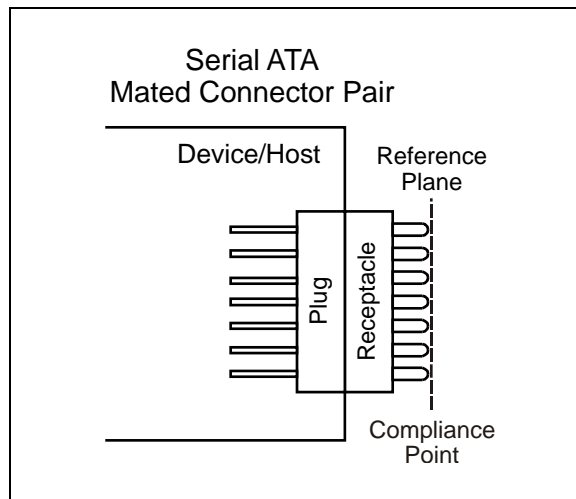 Serial ATA
Mated Connector Pair
Device/Host
Reference
Plane
Plug
Receptacle
Compliance
Point